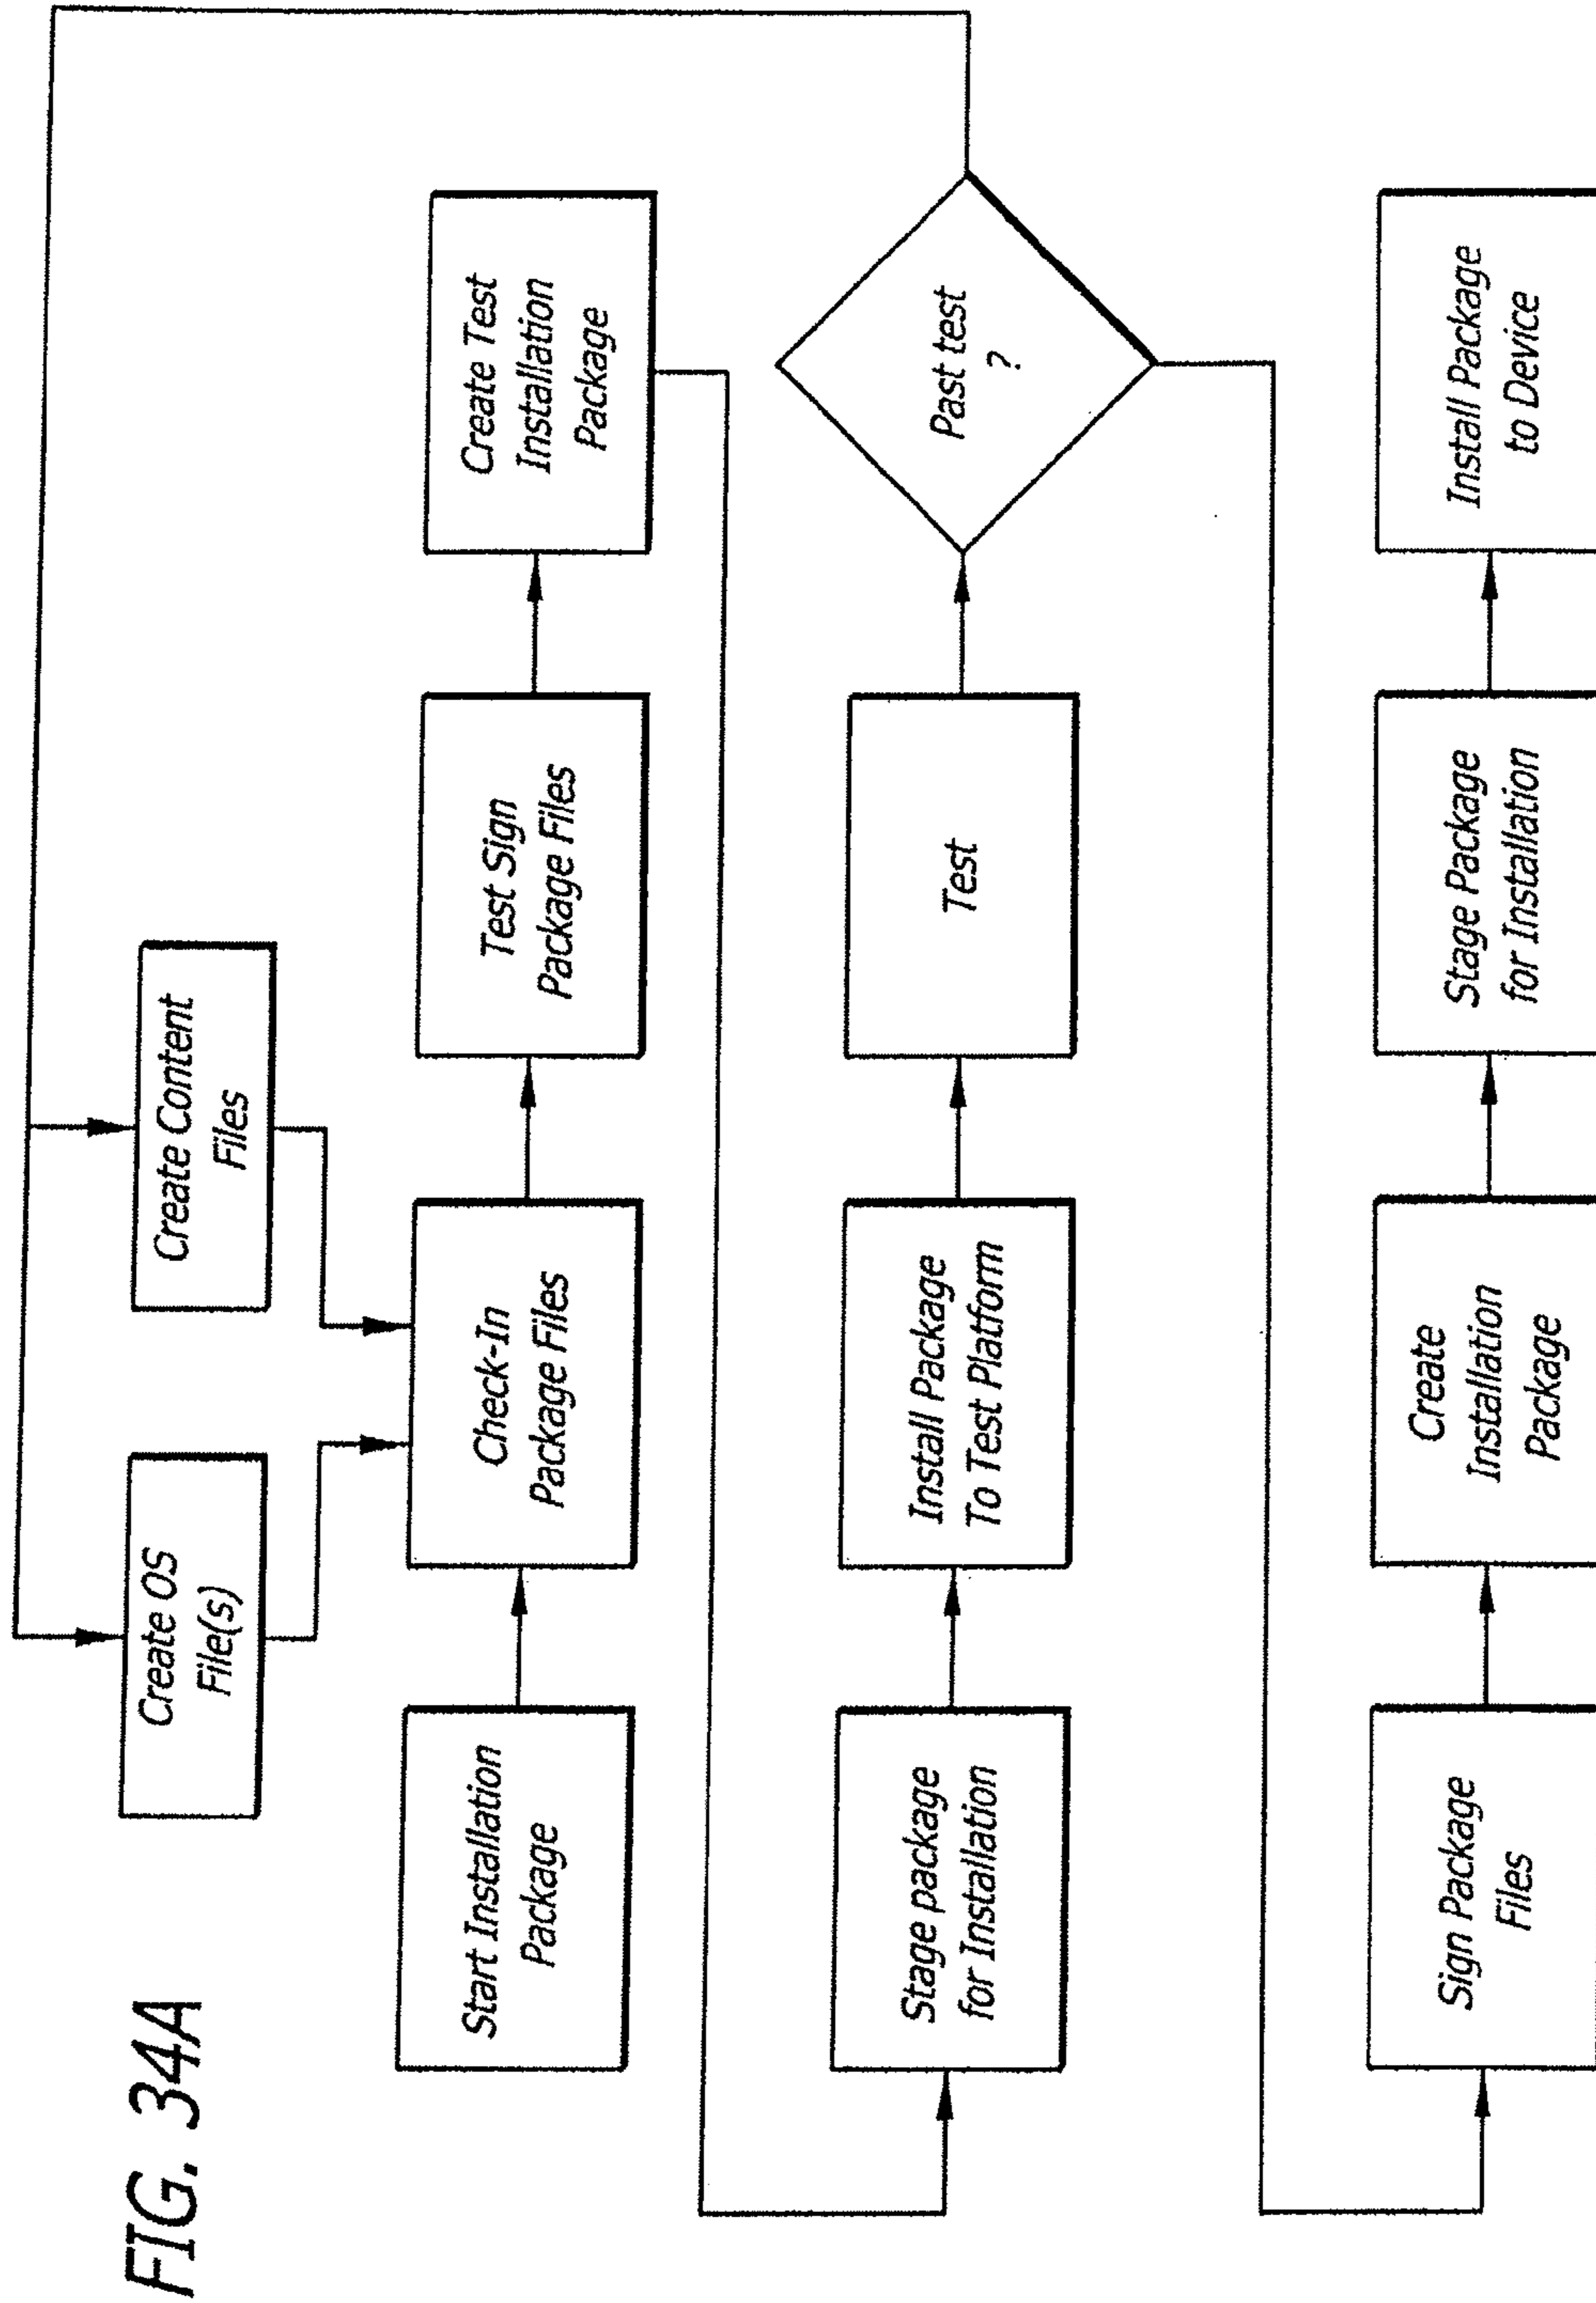 FIG. 34A
Create OS
File(s)
Create Content
Files
Start Installation
Package
Check-In
Package Files
Test Sign
Package Files
Create Test
Installation
Package
Stage package
for Installation
Install Package
To Test Platform
Test
Past test
?
Sign Package
Files
Create
Installation
Package
Stage Package
for Installation
Install Package
to Device